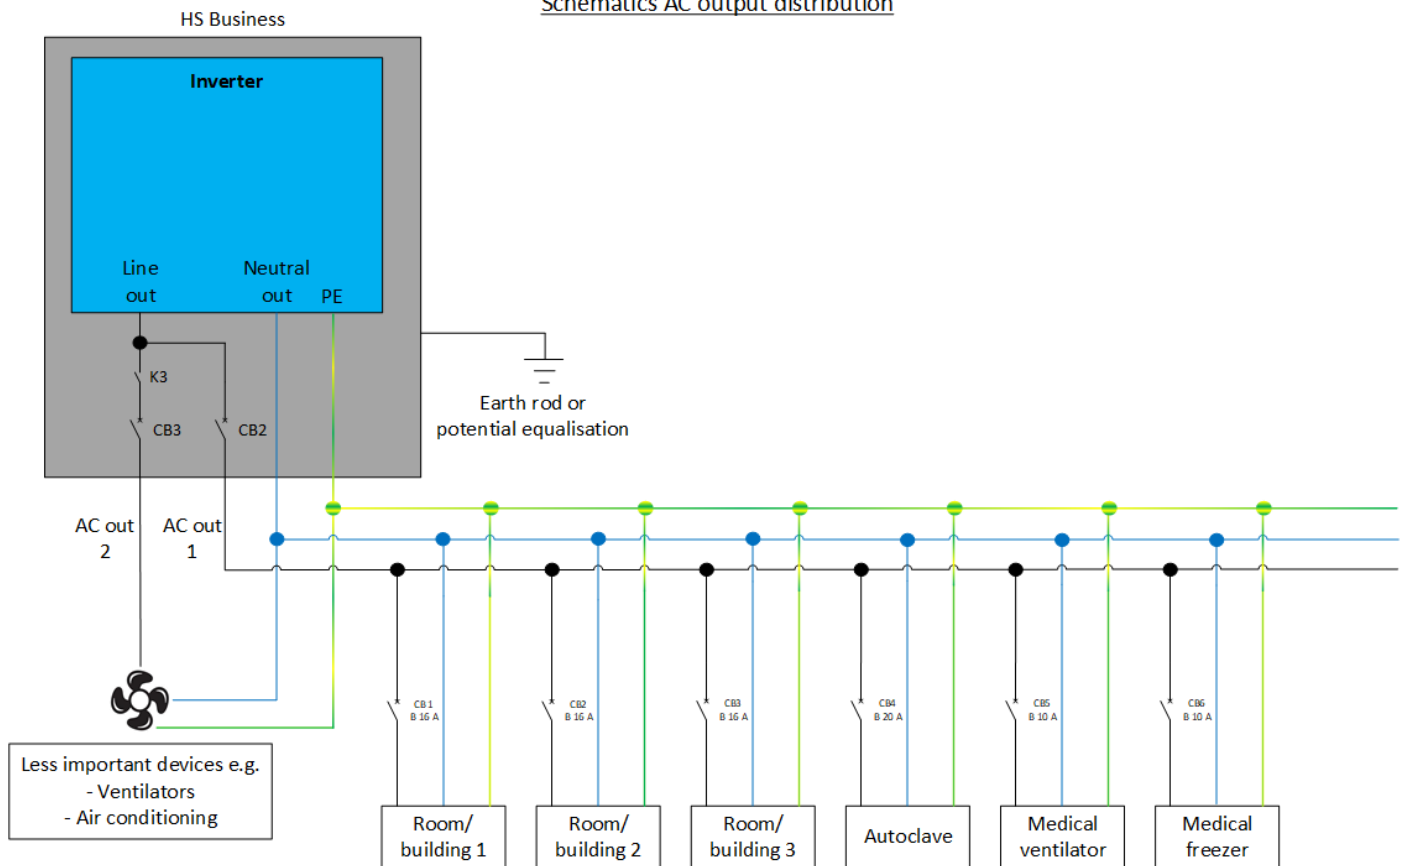 Schematics AC output distribution
HS Business
Inverter
Line
out
Neutral
out
PE
K3
CB3
CB2
Earth rod or
potential equalisation
AC out
2
AC out
1
CB1
B 16 A
CB2
B 16 A
CB3
B 16 A
CB4
B 20 A
CB5
B 10 A
CB6
B 10 A
Less important devices e.g.
- Ventilators
- Air conditioning
Room/
building 1
Room/
building 2
Room/
building 3
Autoclave
Medical
ventilator
Medical
freezer